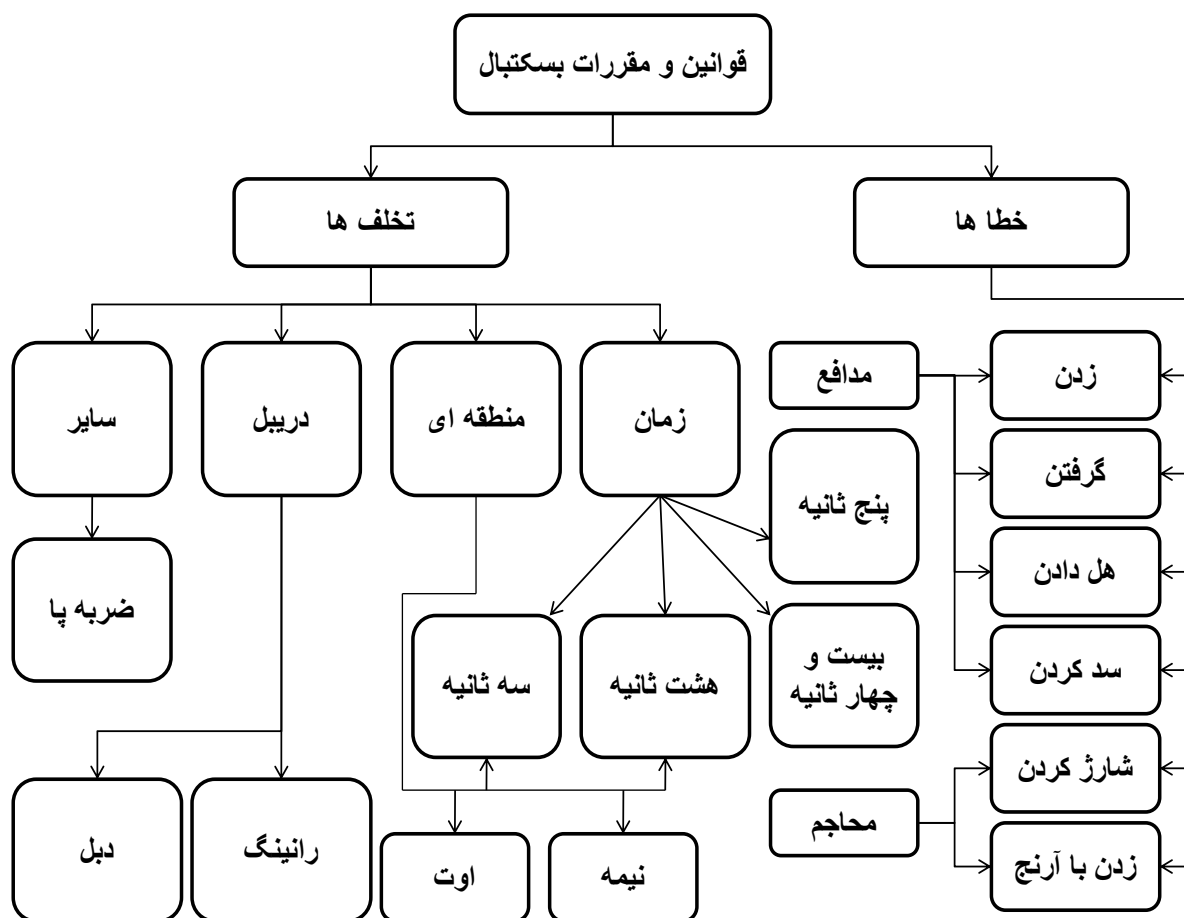 قوانین و مقررات بسکتبال
خطا ها
تخلف ها
زدن
مدافع
زمان
منطقه ای
دریبل
سایر
گرفتن
پنج ثانیه
هل دادن
ضربه پا
سد کردن
بیست و
چهار ثانیه
هشت ثانیه
سه ثانیه
شارژ کردن
محاجم
زدن با آرنج
نیمه
اوت
رانینگ
دبل